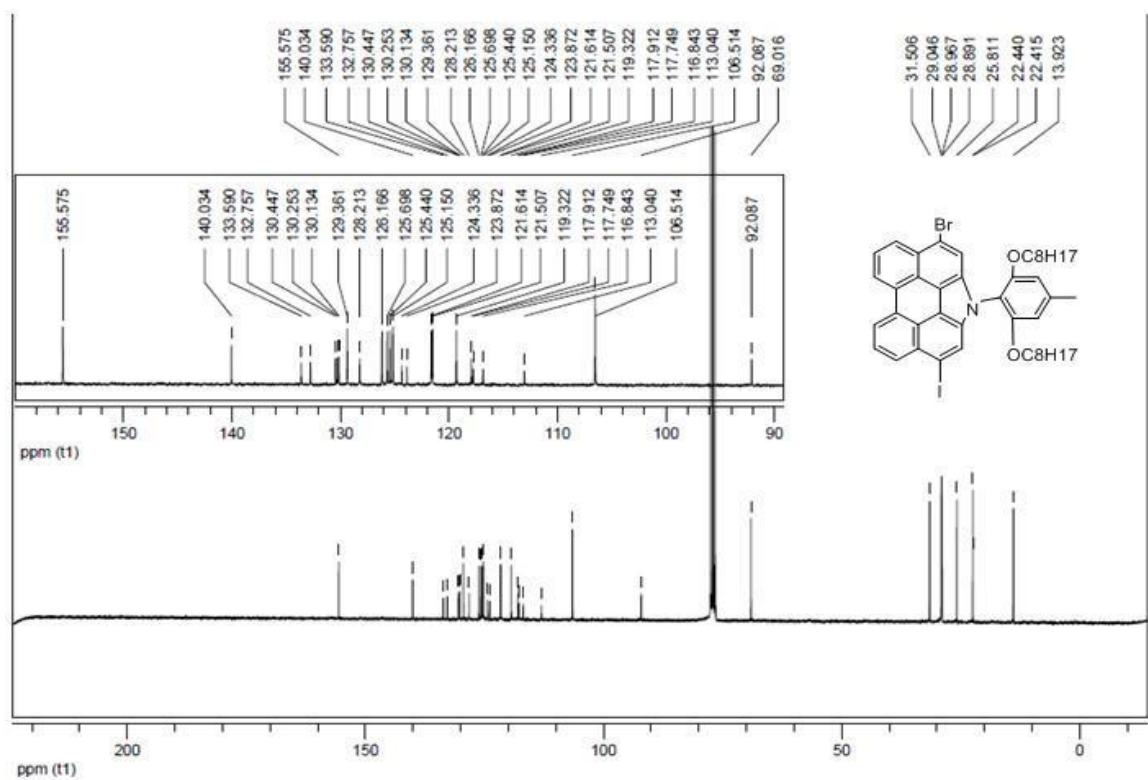 155.575 140.034 133.590 132.757 130.447 130.253 130.134 129.361 128.213 126.166 125.698 125.440 125.150 124.336 123.872 121.614 121.507 119.322 117.912 117.749 116.843 113.040 106.514 92.087 69.016
31.506 29.046 28.967 28.891 25.811 22.440 22.415 13.923
155.575 140.034 133.590 132.757 130.447 130.253 130.134 129.361 128.213 126.166 125.698 125.440 125.150 124.336 123.872 121.614 121.507 119.322 117.912 117.749 116.843 113.040 106.514 92.087
Br
OC8H17
N
OC8H17
I
150 140 130 120 110 100 90
ppm (t1)
200 150 100 50 0
ppm (t1)